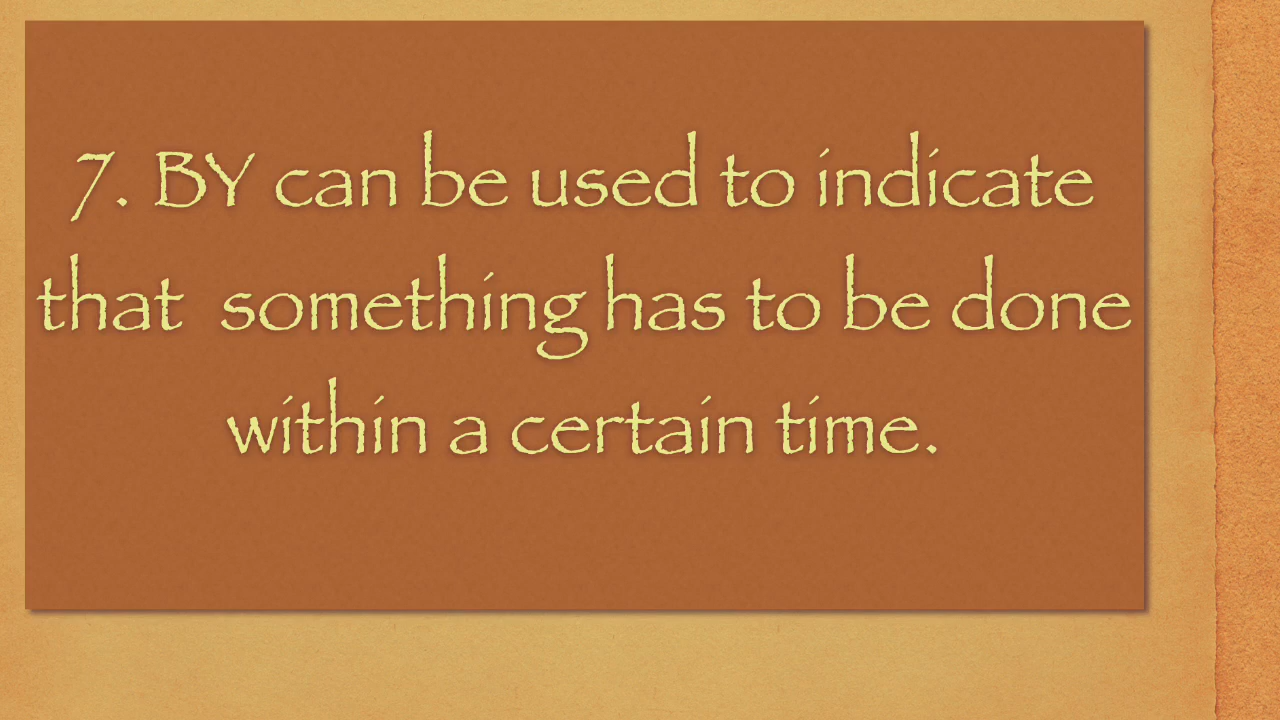 7. BY can be used to indicate
that something has to be done
within a certain time.